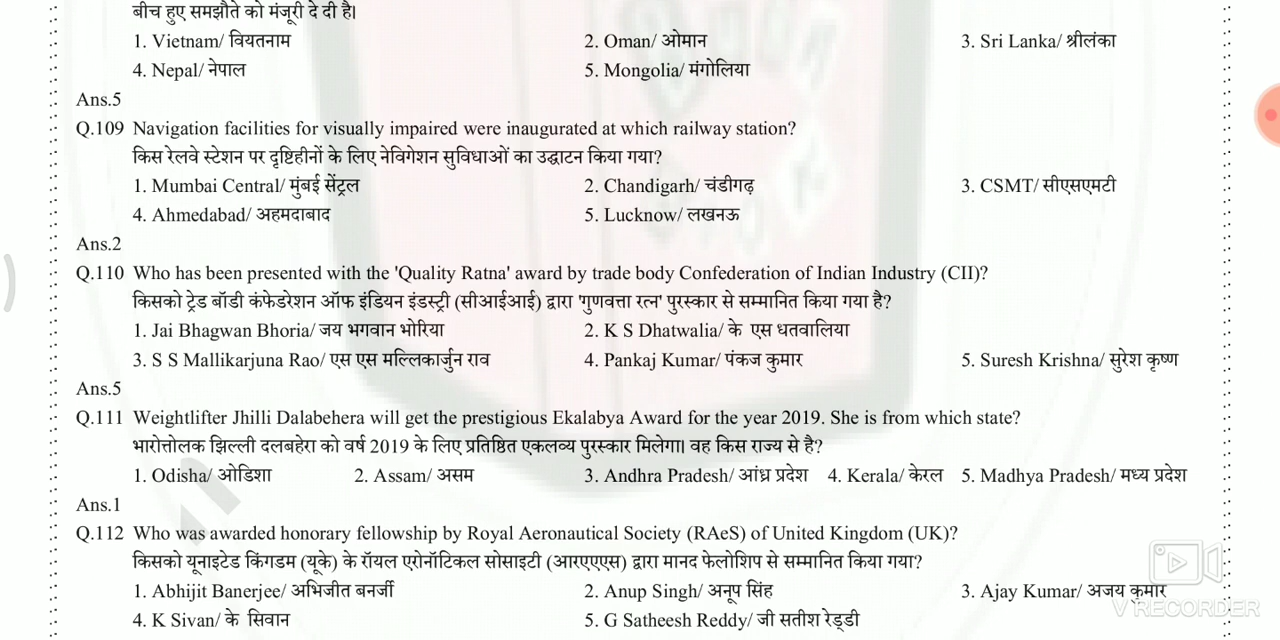 बीच हुए समझौते को मंजूरी दे दी है।
1. Vietnam/ वियतनाम 2. Oman/ ओमान 3. Sri Lanka/ श्रीलंका
4. Nepal/ नेपाल 5. Mongolia/ मंगोलिया
Ans.5
Q.109 Navigation facilities for visually impaired were inaugurated at which railway station?
किस रेलवे स्टेशन पर दृष्टिहीनों के लिए नेविगेशन सुविधाओं का उद्घाटन किया गया?
1. Mumbai Central/ मुंबई सेंट्रल 2. Chandigarh/ चंडीगढ़ 3. CSMT/ सीएसएमटी
4. Ahmedabad/ अहमदाबाद 5. Lucknow/ लखनऊ
Ans.2
Q.110 Who has been presented with the 'Quality Ratna' award by trade body Confederation of Indian Industry (CII)?
किसको ट्रेड बॉडी कंफेडरेशन ऑफ इंडियन इंडस्ट्री (सीआईआई) द्वारा 'गुणवत्ता रत्न' पुरस्कार से सम्मानित किया गया है?
1. Jai Bhagwan Bhoria/ जय भगवान भोरिया 2. K S Dhatwalia/ के एस धतवालिया
3. S S Mallikarjuna Rao/ एस एस मल्लिकार्जुन राव 4. Pankaj Kumar/ पंकज कुमार 5. Suresh Krishna/ सुरेश कृष्ण
Ans.5
Q.111 Weightlifter Jhilli Dalabehera will get the prestigious Ekalabya Award for the year 2019. She is from which state?
भारोत्तोलक झिल्ली दलबहेरा को वर्ष 2019 के लिए प्रतिष्ठित एकलव्य पुरस्कार मिलेगा। वह किस राज्य से है?
1. Odisha/ ओडिशा 2. Assam/ असम 3. Andhra Pradesh/ आंध्र प्रदेश 4. Kerala/ केरल 5. Madhya Pradesh/ मध्य प्रदेश
Ans.1
Q.112 Who was awarded honorary fellowship by Royal Aeronautical Society (RAeS) of United Kingdom (UK)?
किसको यूनाइटेड किंगडम (यूके) के रॉयल एरोनॉटिकल सोसाइटी (आरएएएस) द्वारा मानद फेलोशिप से सम्मानित किया गया?
1. Abhijit Banerjee/ अभिजीत बनर्जी 2. Anup Singh/ अनूप सिंह 3. Ajay Kumar/ अजय कुमार
4. K Sivan/ के सिवान 5. G Satheesh Reddy/ जी सतीश रेड्डी
V RECORDER